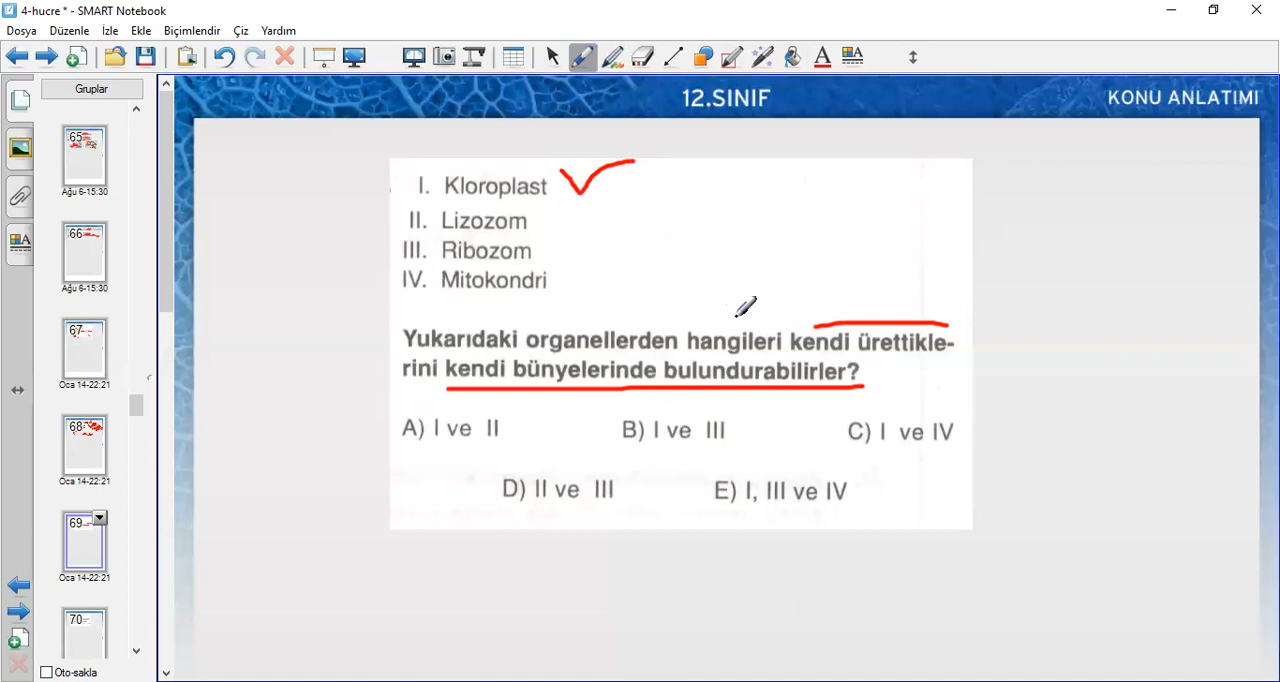 4-hucre * - SMART Notebook
Dosya Düzenle İzle Ekle Biçimlendir Çiz Yardım
Gruplar
65
Ağu 6-15:30
66
Ağu 6-15:30
67
Oca 14-22:21
68
Oca 14-22:21
69
Oca 14-22:21
70
Oto-sakla
12.SINIF
KONU ANLATIMI
I. Kloroplast
II. Lizozom
III. Ribozom
IV. Mitokondri
Yukarıdaki organellerden hangileri kendi ürettikle-
rini kendi bünyelerinde bulundurabilirler?
A) I ve II B) I ve III C) I ve IV
D) II ve III E) I, III ve IV